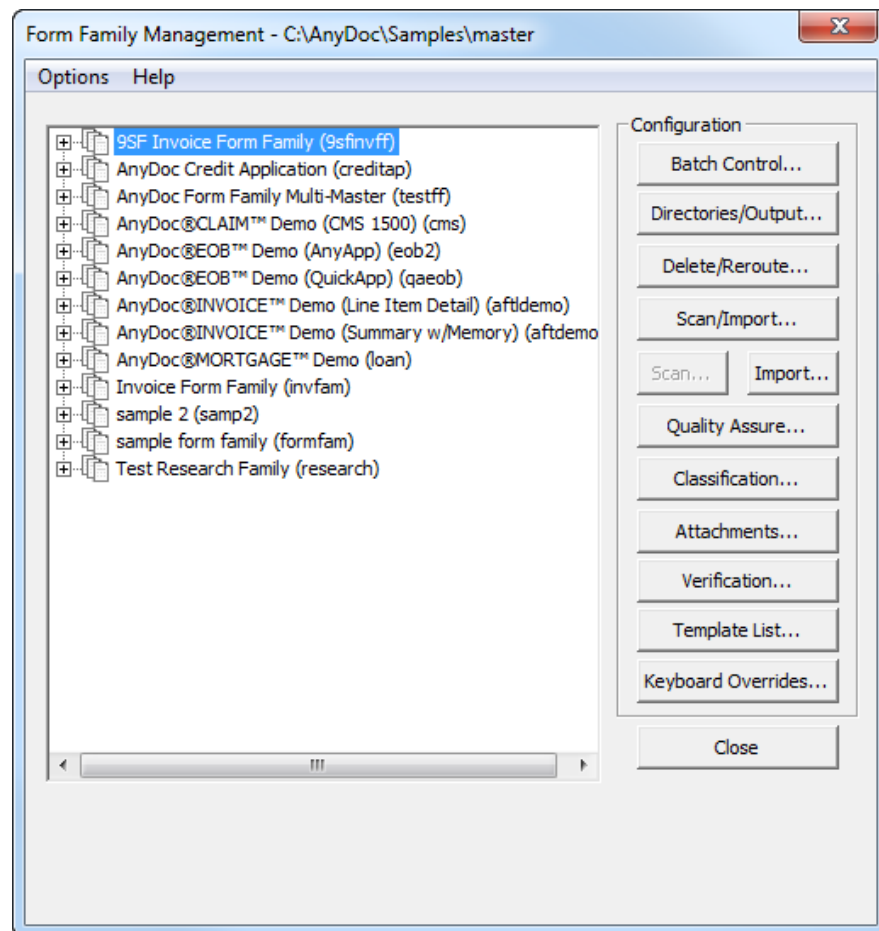 Form Family Management - C:\AnyDoc\Samples\master
Options Help
9SF Invoice Form Family (9sfinvff)
AnyDoc Credit Application (creditap)
AnyDoc Form Family Multi-Master (testff)
AnyDoc®CLAIM™ Demo (CMS 1500) (cms)
AnyDoc®EOB™ Demo (AnyApp) (eob2)
AnyDoc®EOB™ Demo (QuickApp) (qaeob)
AnyDoc®INVOICE™ Demo (Line Item Detail) (aftldemo)
AnyDoc®INVOICE™ Demo (Summary w/Memory) (aftdemo
AnyDoc®MORTGAGE™ Demo (loan)
Invoice Form Family (invfam)
sample 2 (samp2)
sample form family (formfam)
Test Research Family (research)
Configuration
Batch Control...
Directories/Output...
Delete/Reroute...
Scan/Import...
Scan... Import...
Quality Assure...
Classification...
Attachments...
Verification...
Template List...
Keyboard Overrides...
Close